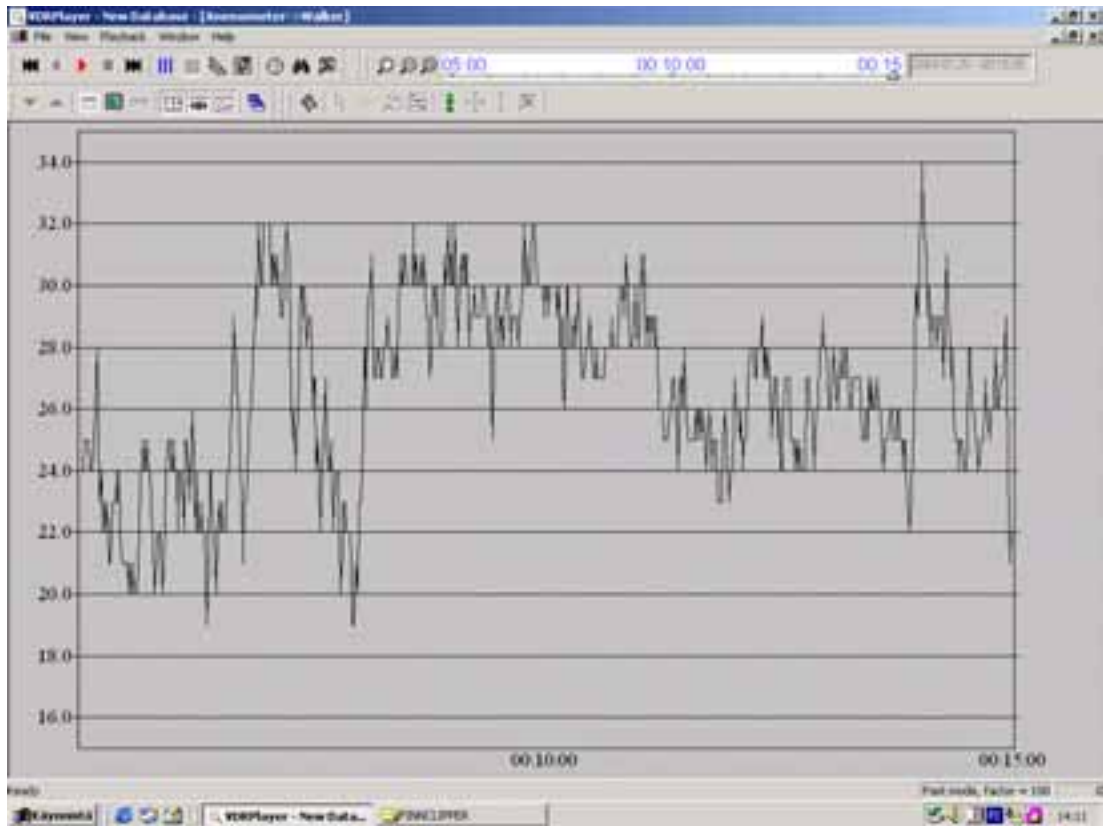 VDRPlayer - New Database - [Anemometer - Walker]
File View Playback Window Help
05:00 00:10:00 00:15
34.0
32.0
30.0
28.0
26.0
24.0
22.0
20.0
18.0
16.0
00:10:00 00:15:00
Ready Fast mode, Factor = 100
Käynnistä VDRPlayer - New Data... FINNCLIPPER 14:11